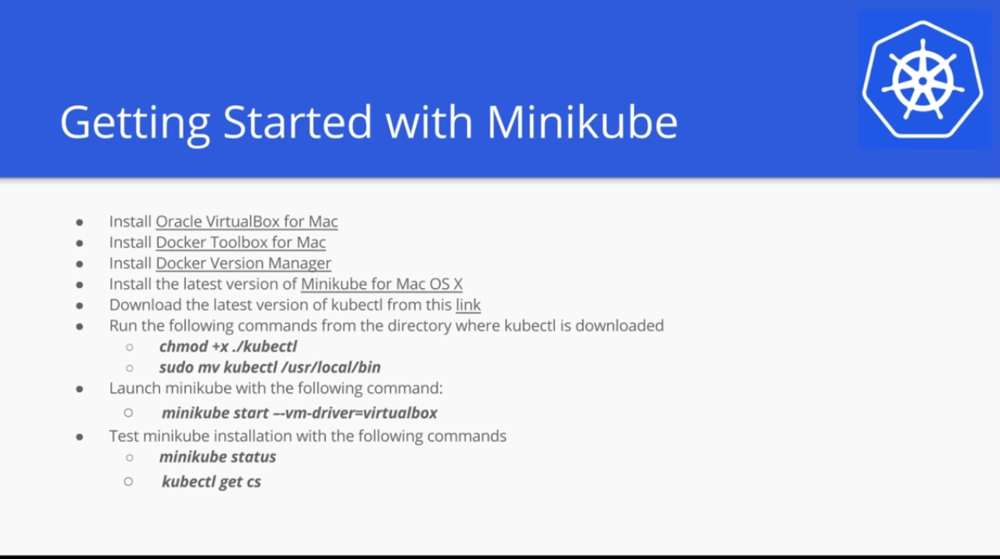 Getting Started with Minikube
● Install Oracle VirtualBox for Mac
● Install Docker Toolbox for Mac
● Install Docker Version Manager
● Install the latest version of Minikube for Mac OS X
● Download the latest version of kubectl from this link
● Run the following commands from the directory where kubectl is downloaded
○ chmod +x ./kubectl
○ sudo mv kubectl /usr/local/bin
● Launch minikube with the following command:
○ minikube start –-vm-driver=virtualbox
● Test minikube installation with the following commands
○ minikube status
○ kubectl get cs